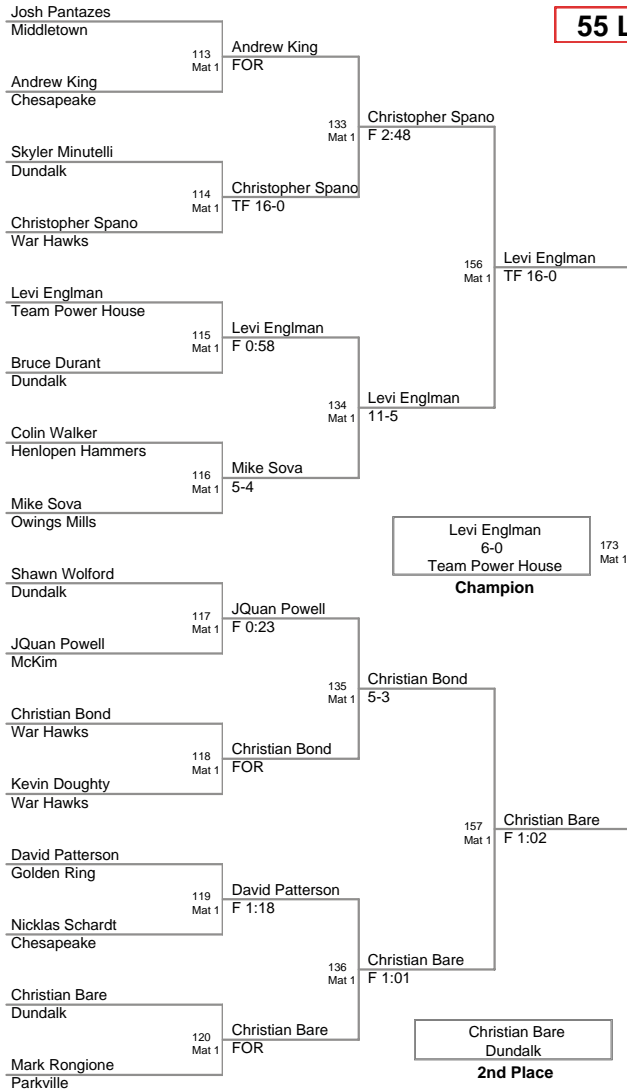 Josh Pantazes
Middletown
113
Mat 1
Andrew King
FOR
Andrew King
Chesapeake
55 L
133
Mat 1
Christopher Spano
F 2:48
Skyler Minutelli
Dundalk
114
Mat 1
Christopher Spano
TF 16-0
Christopher Spano
War Hawks
156
Mat 1
Levi Englman
TF 16-0
Levi Englman
Team Power House
115
Mat 1
Levi Englman
F 0:58
Bruce Durant
Dundalk
134
Mat 1
Levi Englman
11-5
Colin Walker
Henlopen Hammers
116
Mat 1
Mike Sova
5-4
Mike Sova
Owings Mills
Levi Englman
6-0
Team Power House
173
Mat 1
Champion
Shawn Wolford
Dundalk
117
Mat 1
JQuan Powell
F 0:23
JQuan Powell
McKim
135
Mat 1
Christian Bond
5-3
Christian Bond
War Hawks
118
Mat 1
Christian Bond
FOR
Kevin Doughty
War Hawks
157
Mat 1
Christian Bare
F 1:02
David Patterson
Golden Ring
119
Mat 1
David Patterson
F 1:18
Nicklas Schardt
Chesapeake
136
Mat 1
Christian Bare
F 1:01
Christian Bare
Dundalk
120
Mat 1
Christian Bare
FOR
Mark Rongione
Parkville
Christian Bare
Dundalk
2nd Place